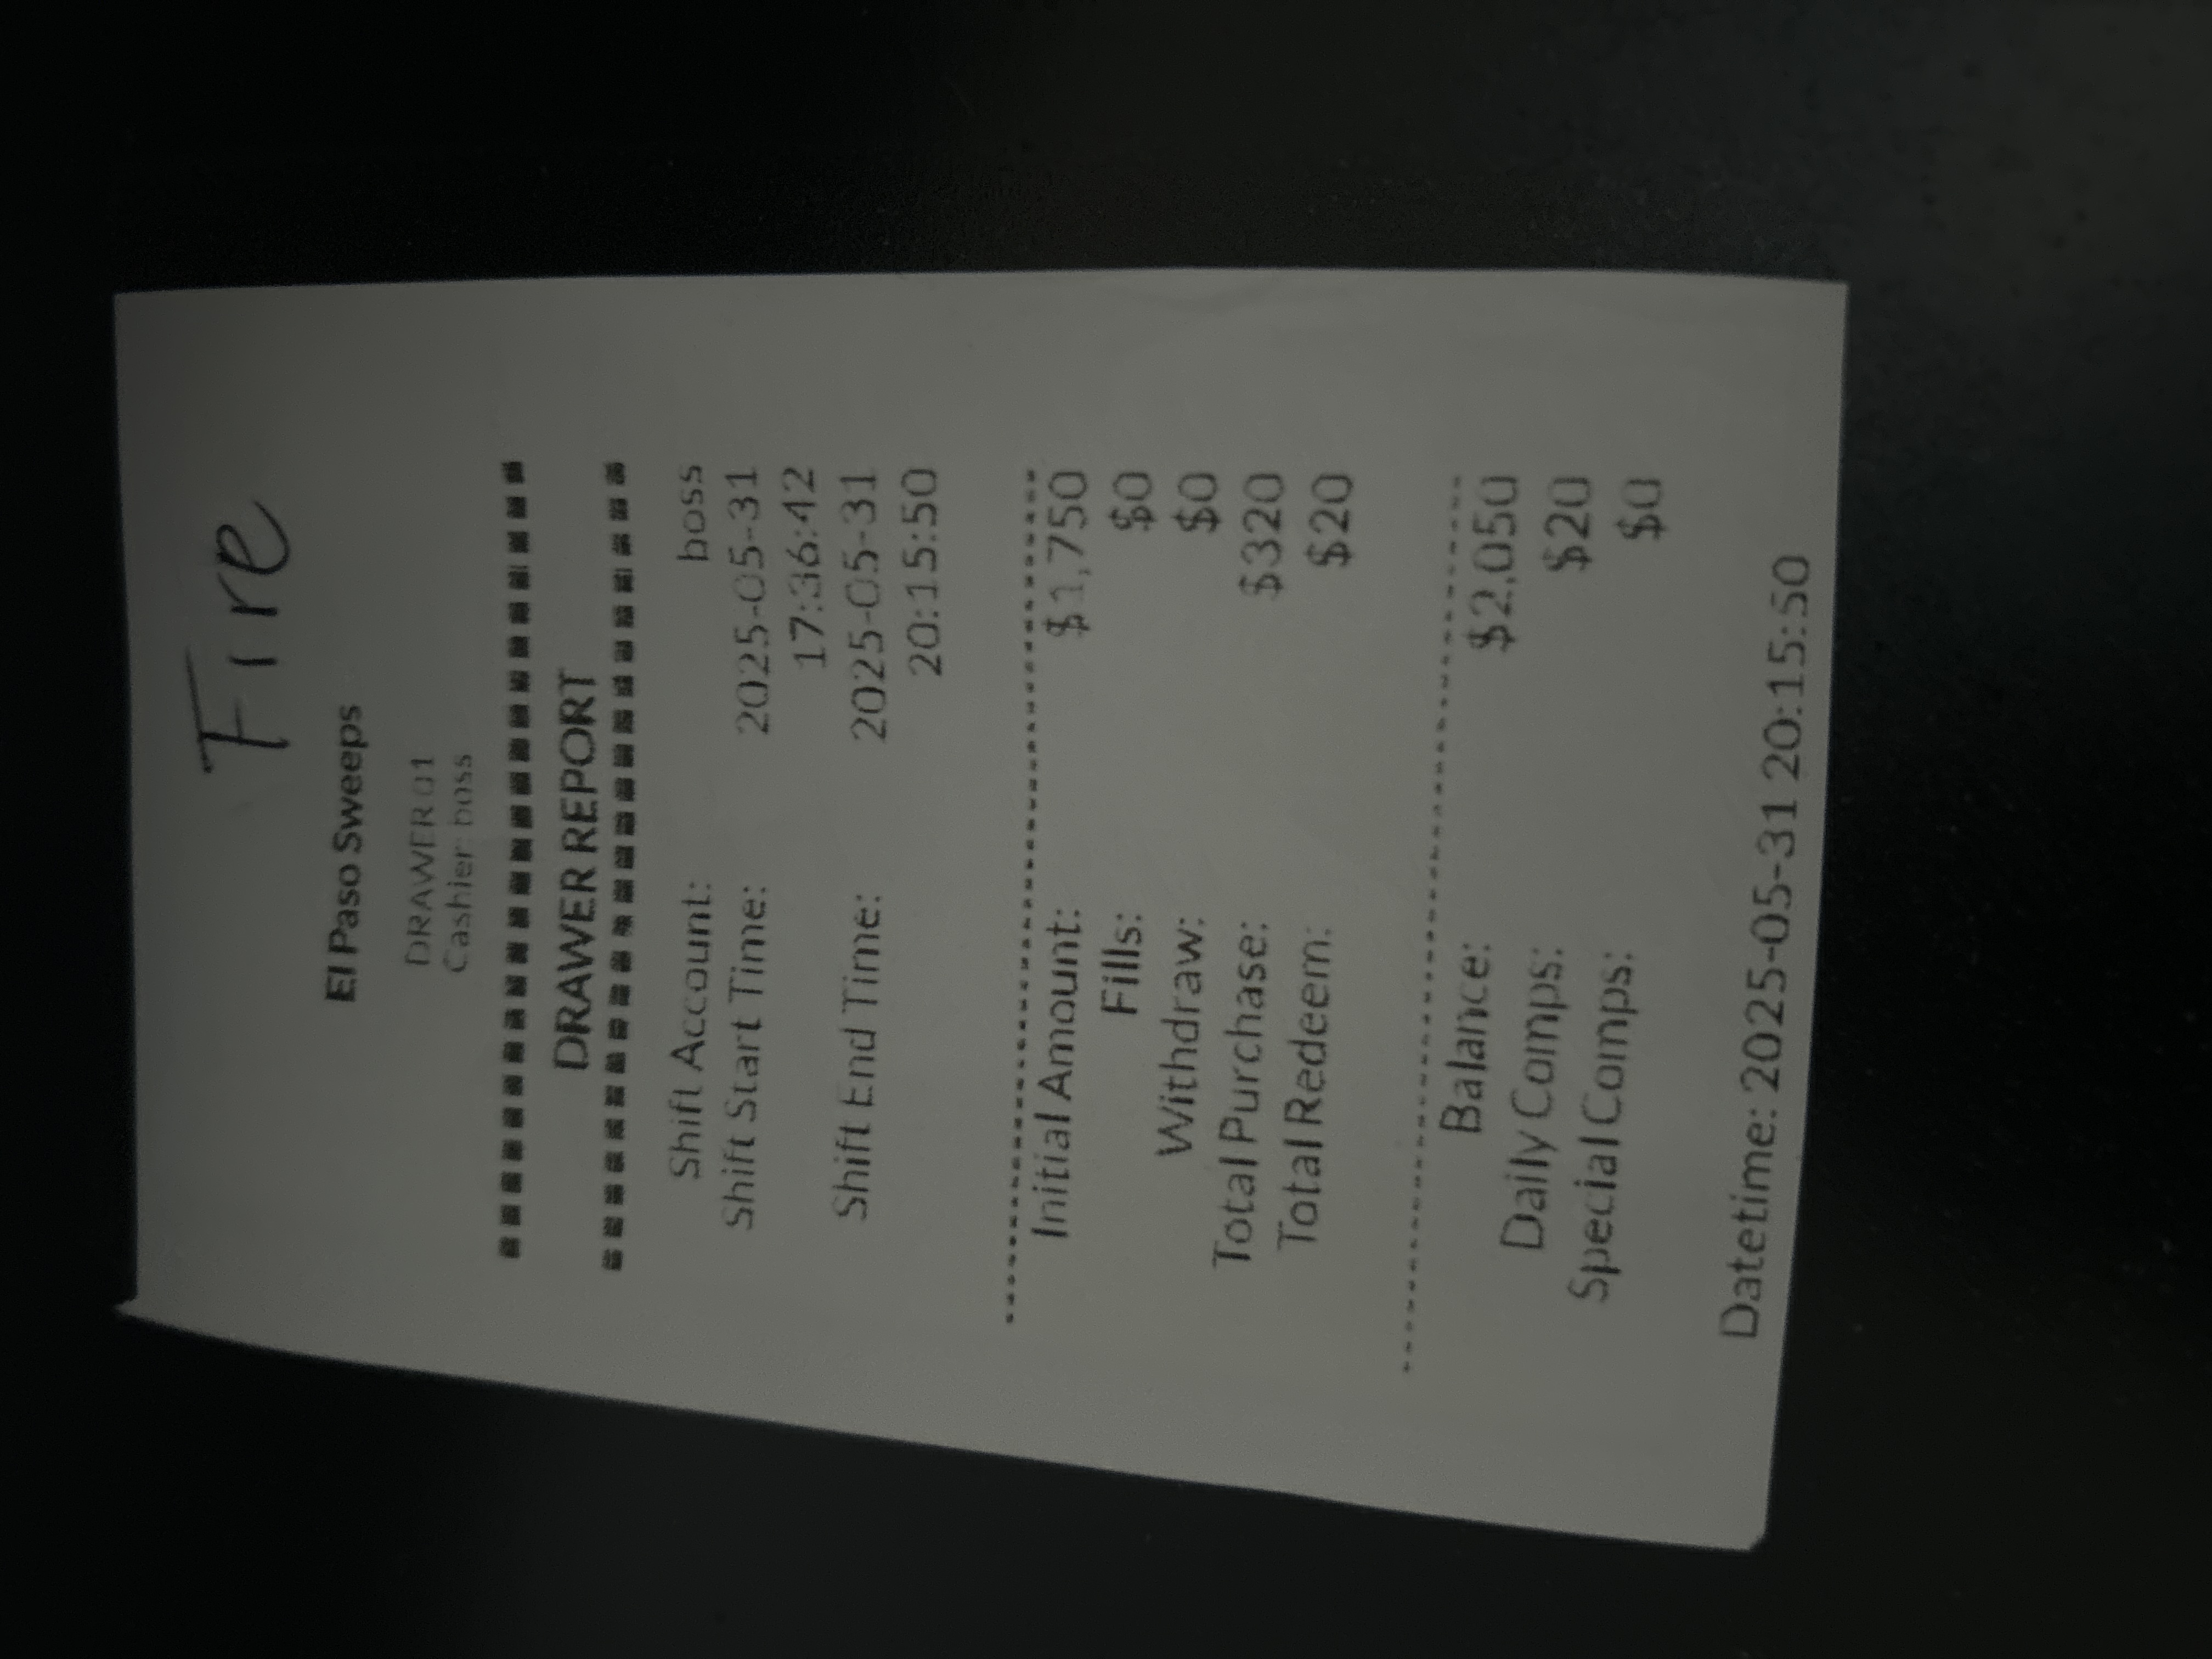 Fire
El Paso Sweeps
DRAWER 01
Cashier: boss
DRAWER REPORT
Shift Account: boss
Shift Start Time: 2025-05-31
17:36:42
Shift End Time: 2025-05-31
20:15:50
Initial Amount: $1,750
Fills: $0
Withdraw: $0
Total Purchase: $320
Total Redeem: $20
Balance: $2,050
Daily Comps: $20
Special Comps: $0
Datetime: 2025-05-31 20:15:50